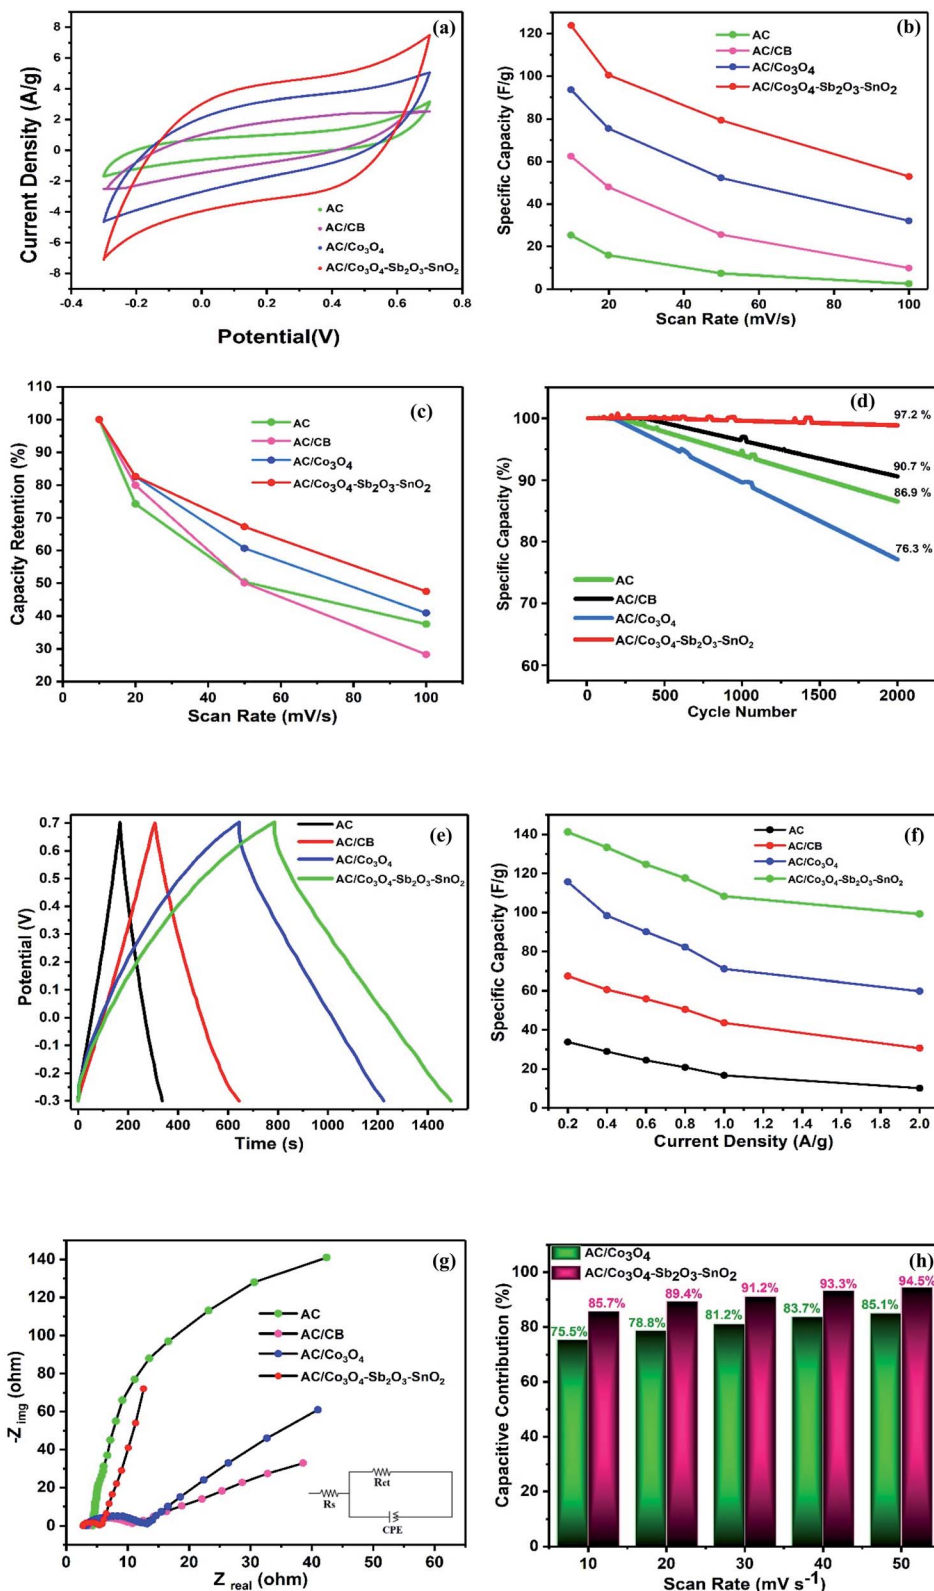 (a)
Current Density (A/g)
8
6
4
2
0
-2
-4
-6
-8
AC
AC/CB
AC/Co₃O₄
AC/Co₃O₄-Sb₂O₃-SnO₂
-0.4 -0.2 0.0 0.2 0.4 0.6 0.8
Potential(V)
(b)
Specific Capacity (F/g)
120
100
80
60
40
20
0
AC
AC/CB
AC/Co₃O₄
AC/Co₃O₄-Sb₂O₃-SnO₂
20 40 60 80 100
Scan Rate (mV/s)
(c)
Capacity Retention (%)
110
100
90
80
70
60
50
40
30
20
AC
AC/CB
AC/Co₃O₄
AC/Co₃O₄-Sb₂O₃-SnO₂
0 20 40 60 80 100
Scan Rate (mV/s)
(d)
Specific Capacity (%)
100
90
80
70
60
97.2 %
90.7 %
86.9 %
76.3 %
AC
AC/CB
AC/Co₃O₄
AC/Co₃O₄-Sb₂O₃-SnO₂
0 500 1000 1500 2000
Cycle Number
(e)
Potential (V)
0.7
0.6
0.4
0.2
0.0
-0.1
-0.3
AC
AC/CB
AC/Co₃O₄
AC/Co₃O₄-Sb₂O₃-SnO₂
0 200 400 600 800 1000 1200 1400
Time (s)
(f)
Specific Capacity (F/g)
140
120
100
80
60
40
20
0
AC
AC/CB
AC/Co₃O₄
AC/Co₃O₄-Sb₂O₃-SnO₂
0.2 0.4 0.6 0.8 1.0 1.2 1.4 1.6 1.8 2.0
Current Density (A/g)
(g)
-Z img (ohm)
140
120
100
80
60
40
20
0
AC
AC/CB
AC/Co₃O₄
AC/Co₃O₄-Sb₂O₃-SnO₂
Rs
Rct
CPE
0 10 20 30 40 50 60
Z real (ohm)
(h)
Capacitive Contribution (%)
100
80
60
40
20
0
AC/Co₃O₄
AC/Co₃O₄-Sb₂O₃-SnO₂
75.5% 85.7% 78.8% 89.4% 81.2% 91.2% 83.7% 93.3% 85.1% 94.5%
10 20 30 40 50
Scan Rate (mV s⁻¹)